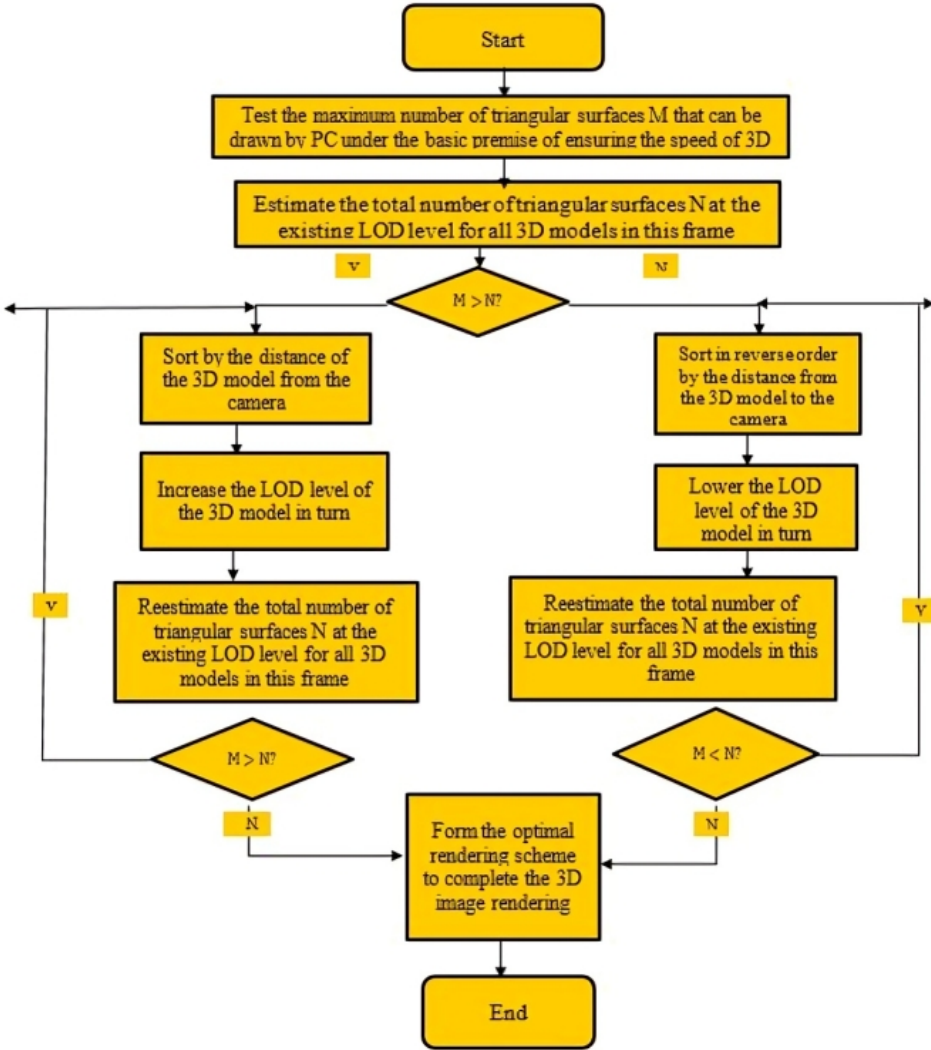 Start
Test the maximum number of triangular surfaces M that can be
drawn by PC under the basic premise of ensuring the speed of 3D
Estimate the total number of triangular surfaces N at the
existing LOD level for all 3D models in this frame
Y
N
M > N?
Sort by the distance of
the 3D model from the
camera
Sort in reverse order
by the distance from
the 3D model to the
camera
Increase the LOD level of
the 3D model in turn
Lower the LOD
level of the 3D
model in turn
Reestimate the total number of
triangular surfaces N at the
existing LOD level for all 3D
models in this frame
Reestimate the total number of
triangular surfaces N at the existing
LOD level for all 3D models in this
frame
Y
Y
M > N?
M < N?
N
N
Form the optimal
rendering scheme
to complete the 3D
image rendering
End